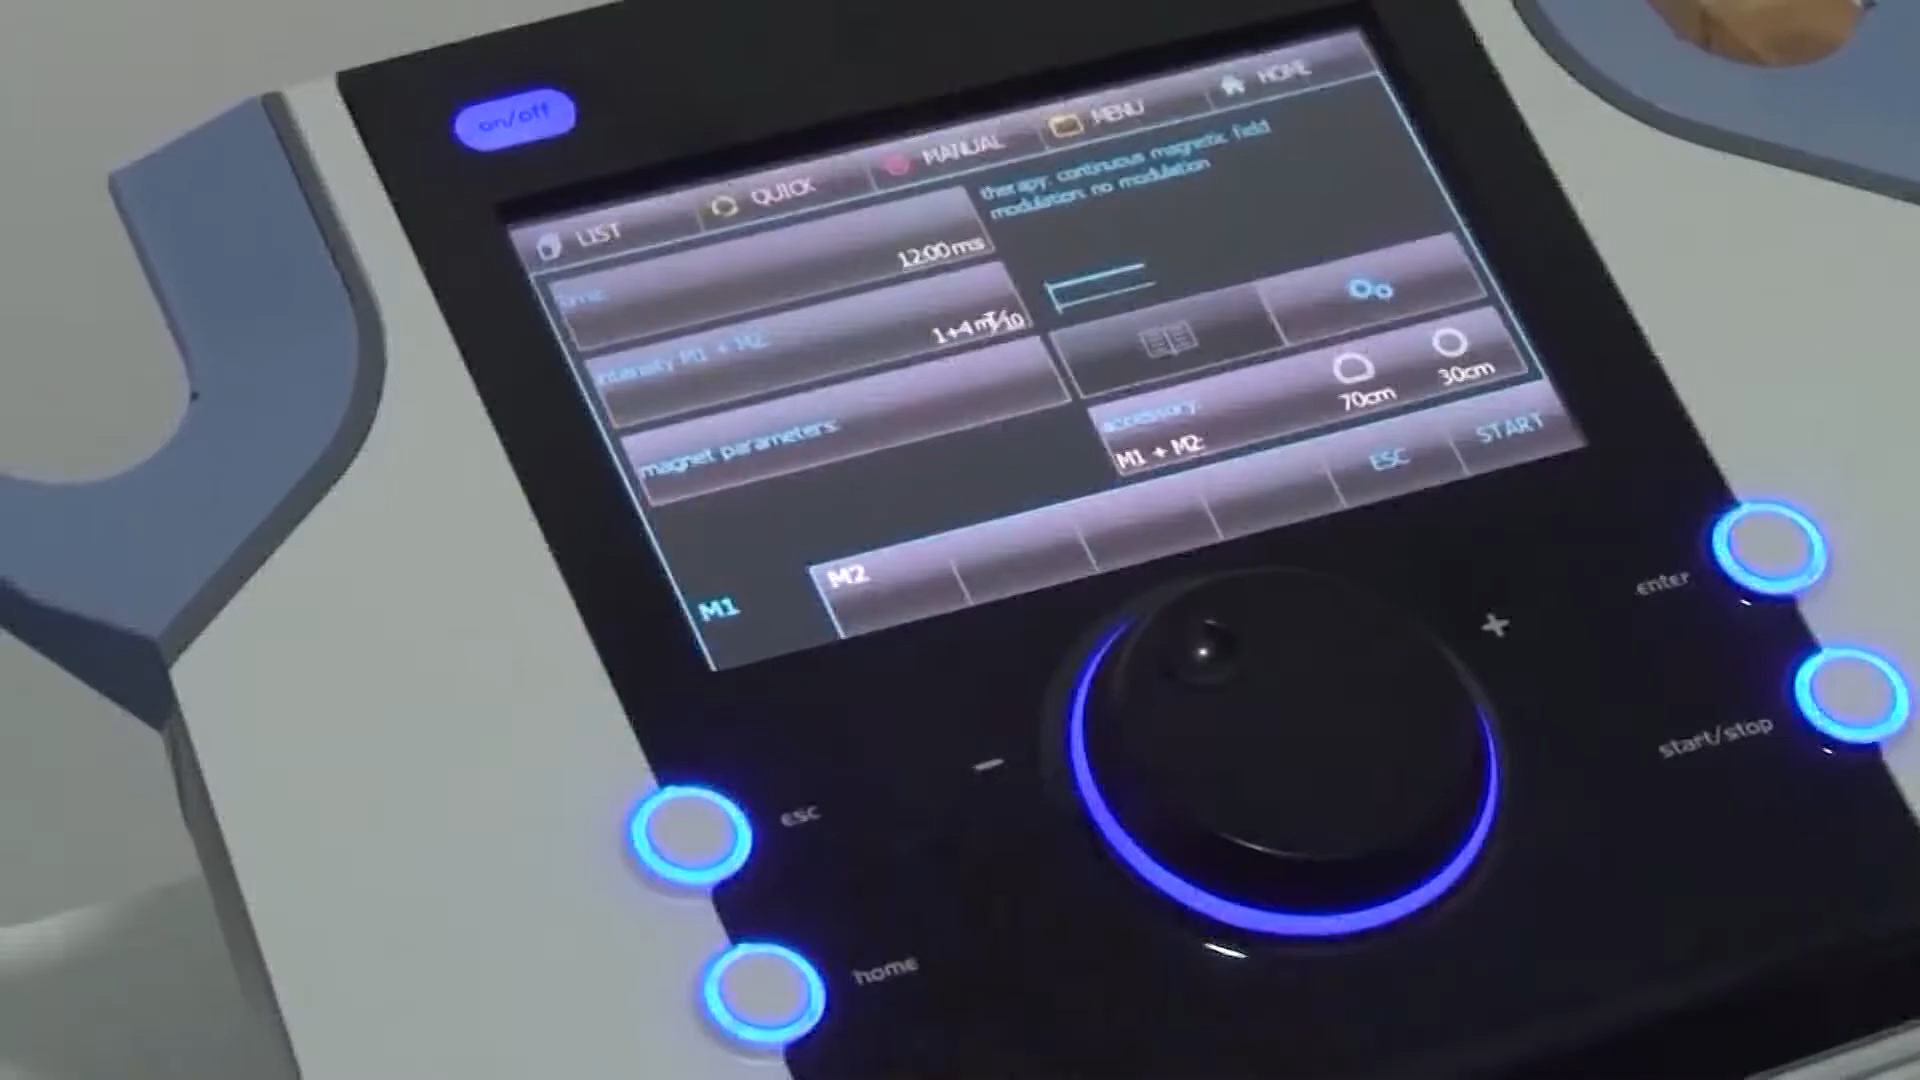 on/off
LIST
QUICK
MANUAL
MENU
HOME
time:
12:00 m:s
therapy: continuous magnetic field
modulation: no modulation
intensity M1 + M2:
1+4 mT/10
magnet parameters:
accessory:
M1 + M2:
70cm
30cm
M1
M2
ESC
START
enter
+
start/stop
-
esc
home